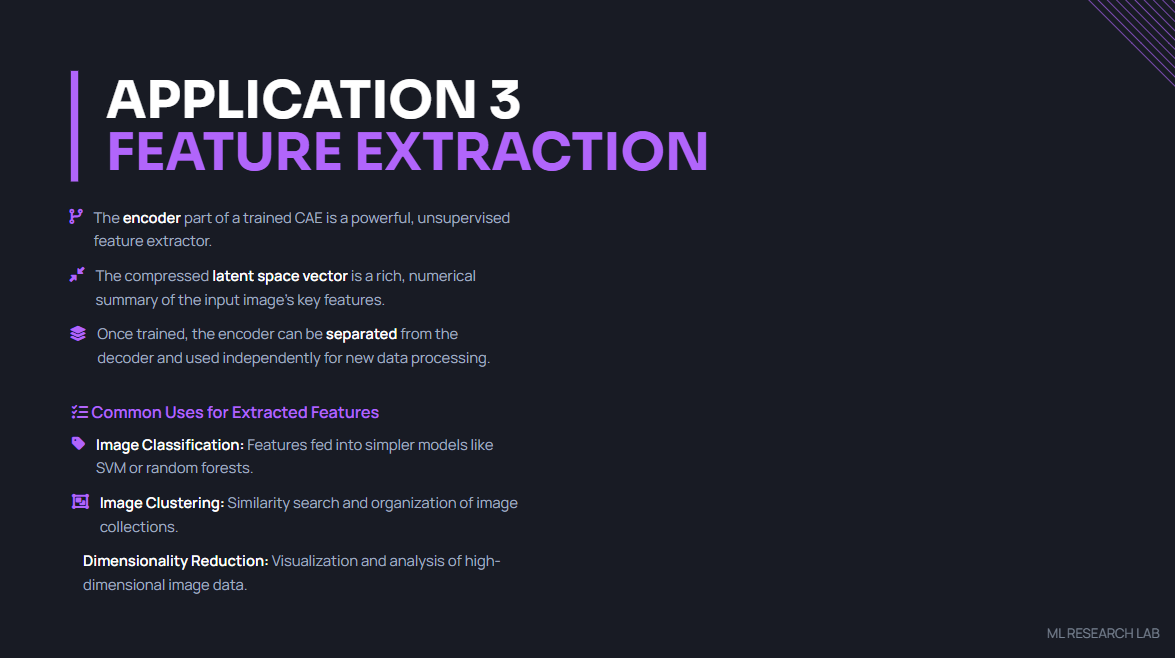 APPLICATION 3
FEATURE EXTRACTION
The encoder part of a trained CAE is a powerful, unsupervised
feature extractor.
The compressed latent space vector is a rich, numerical
summary of the input image's key features.
Once trained, the encoder can be separated from the
decoder and used independently for new data processing.
Common Uses for Extracted Features
Image Classification: Features fed into simpler models like
SVM or random forests.
Image Clustering: Similarity search and organization of image
collections.
Dimensionality Reduction: Visualization and analysis of high-
dimensional image data.
ML RESEARCH LAB